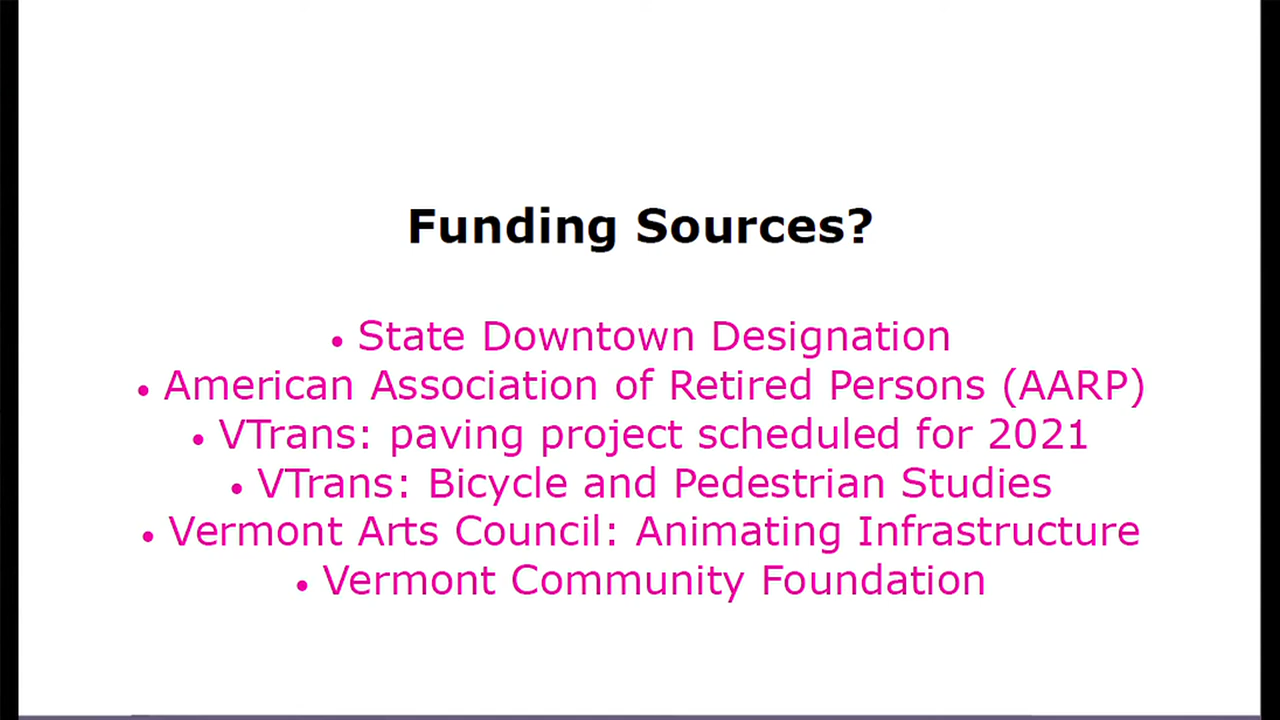 Funding Sources?
• State Downtown Designation
• American Association of Retired Persons (AARP)
• VTrans: paving project scheduled for 2021
• VTrans: Bicycle and Pedestrian Studies
• Vermont Arts Council: Animating Infrastructure
• Vermont Community Foundation